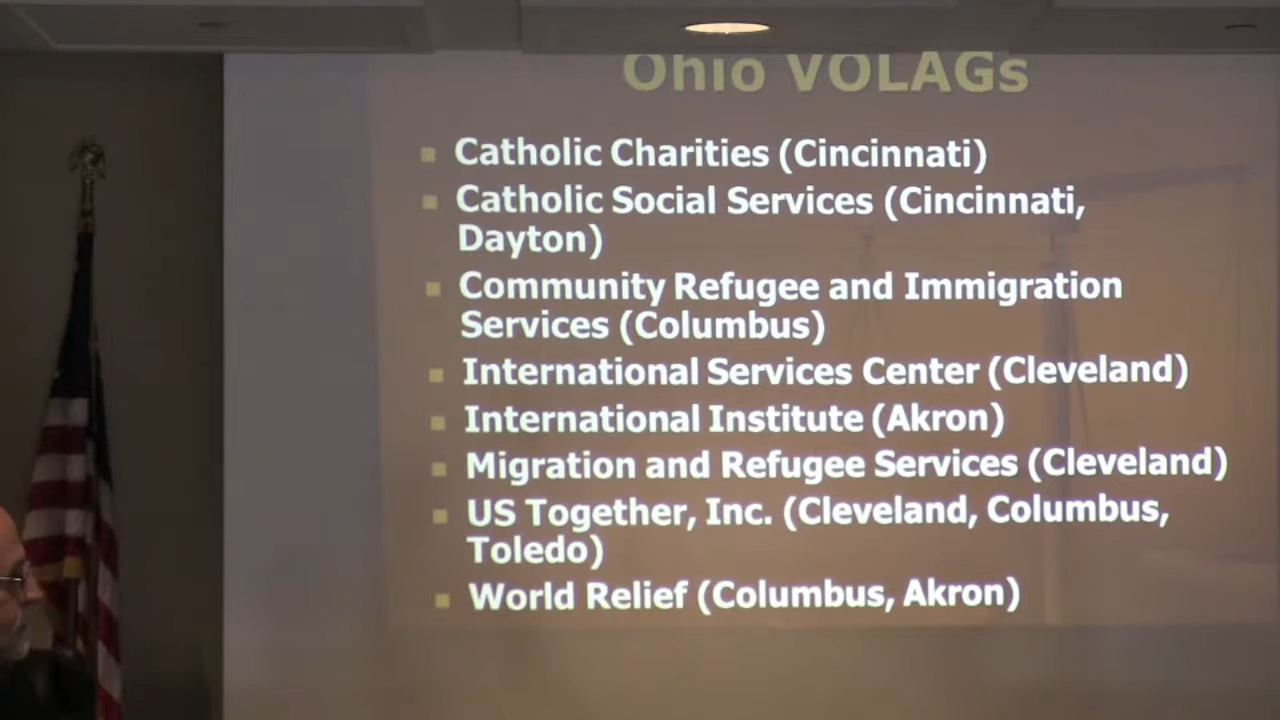 Ohio VOLAGs
Catholic Charities (Cincinnati)
Catholic Social Services (Cincinnati,
Dayton)
Community Refugee and Immigration
Services (Columbus)
International Services Center (Cleveland)
International Institute (Akron)
Migration and Refugee Services (Cleveland)
US Together, Inc. (Cleveland, Columbus,
Toledo)
World Relief (Columbus, Akron)